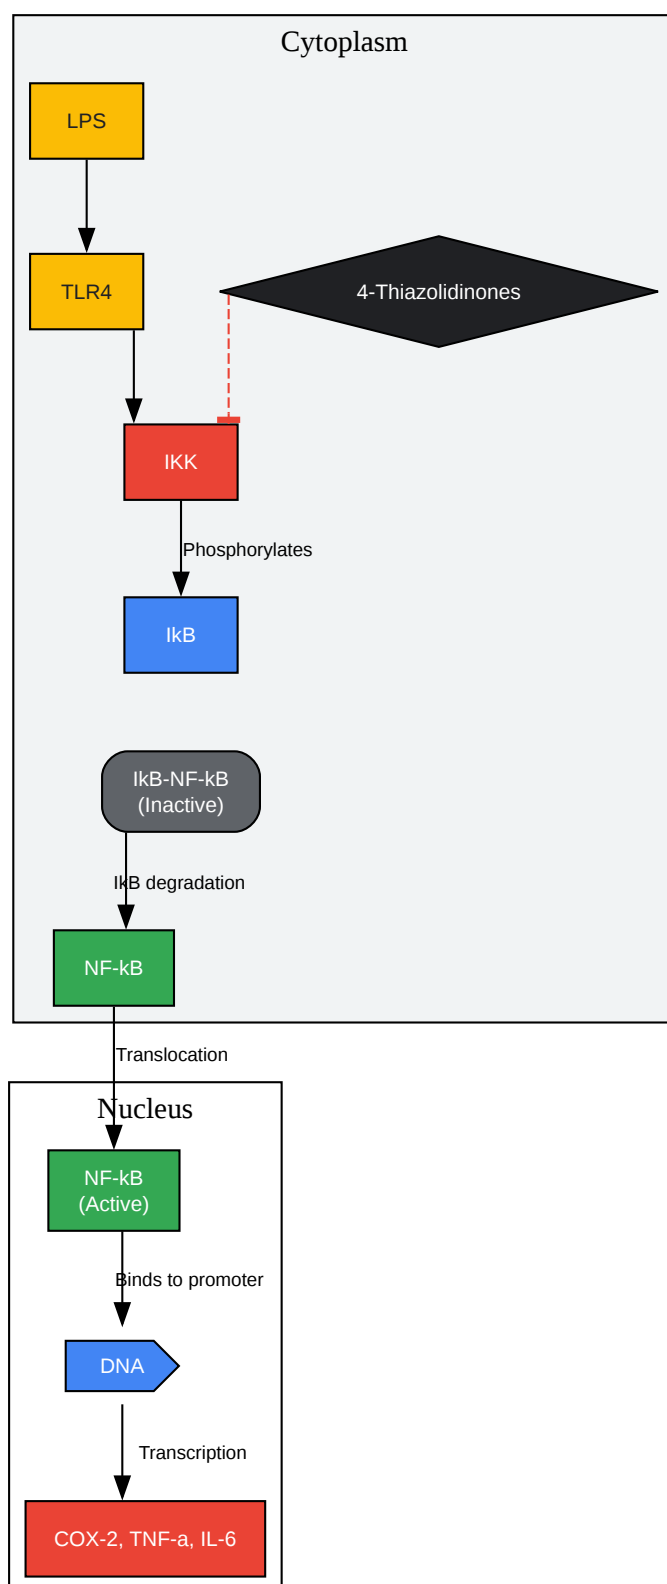 Cytoplasm
LPS
TLR4
4-Thiazolidinones
IKK
Phosphorylates
IkB
IkB-NF-kB
(Inactive)
IkB degradation
NF-kB
Translocation
Nucleus
NF-kB
(Active)
Binds to promoter
DNA
Transcription
COX-2, TNF-a, IL-6